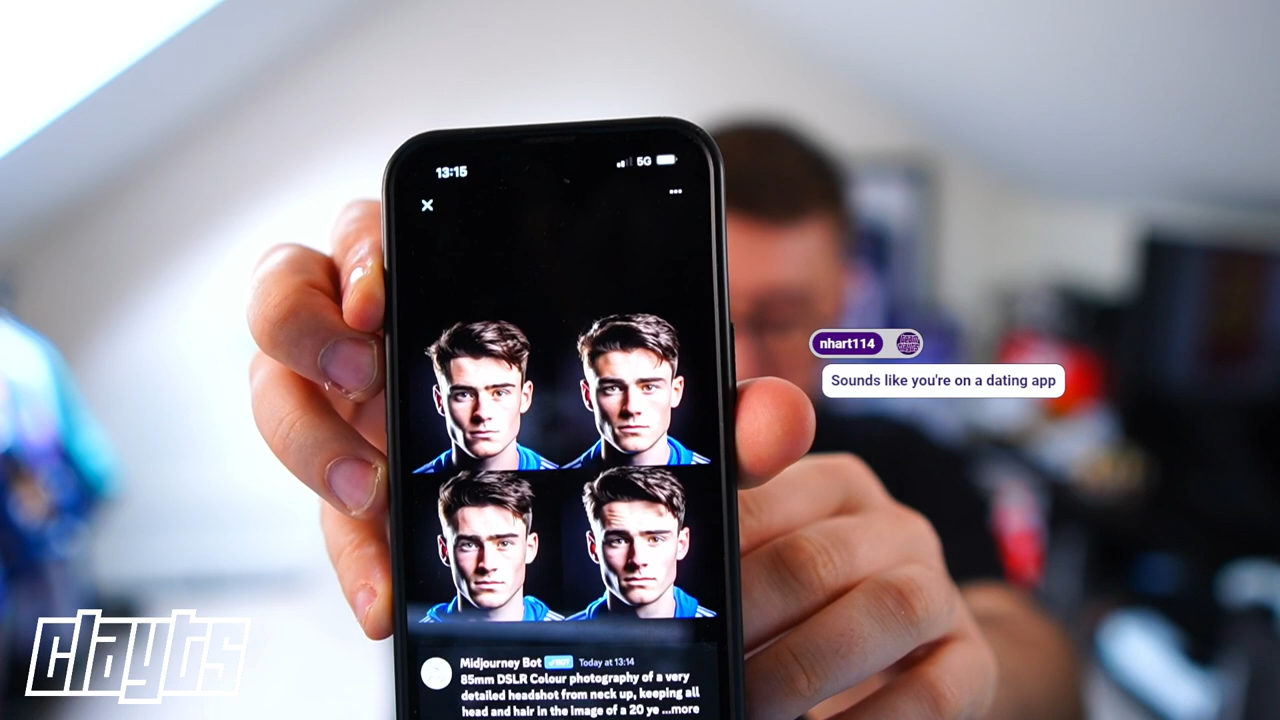 13:15
5G
nhart114
Sounds like you're on a dating app
Midjourney Bot ✓BOT Today at 13:14
85mm DSLR Colour photography of a very
detailed headshot from neck up, keeping all
head and hair in the image of a 20 ye ...more
clayts